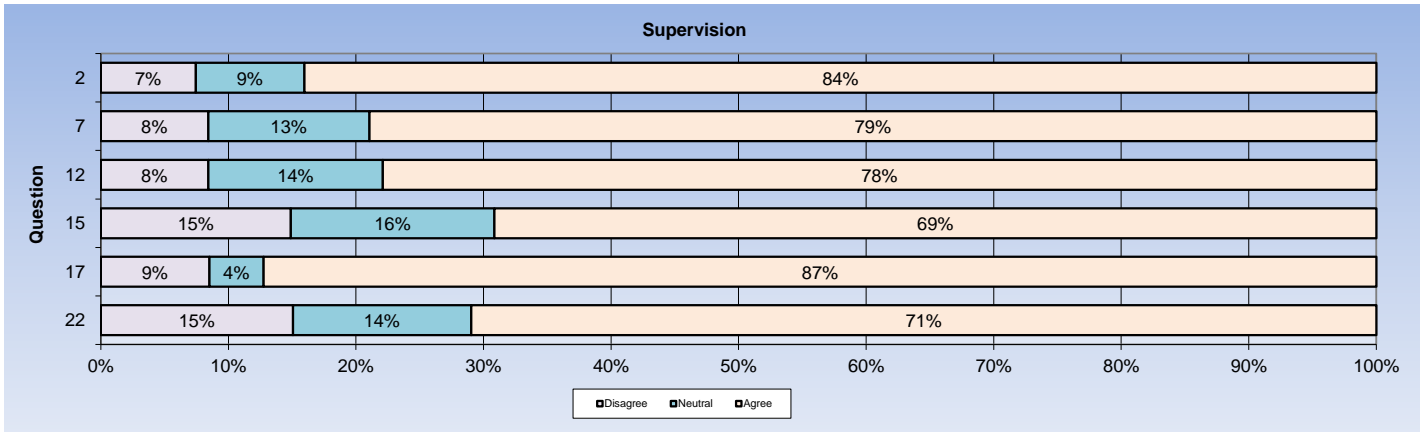 Supervision
Question
2 7% 9% 84%
7 8% 13% 79%
12 8% 14% 78%
15 15% 16% 69%
17 9% 4% 87%
22 15% 14% 71%
0% 10% 20% 30% 40% 50% 60% 70% 80% 90% 100%
Disagree Neutral Agree